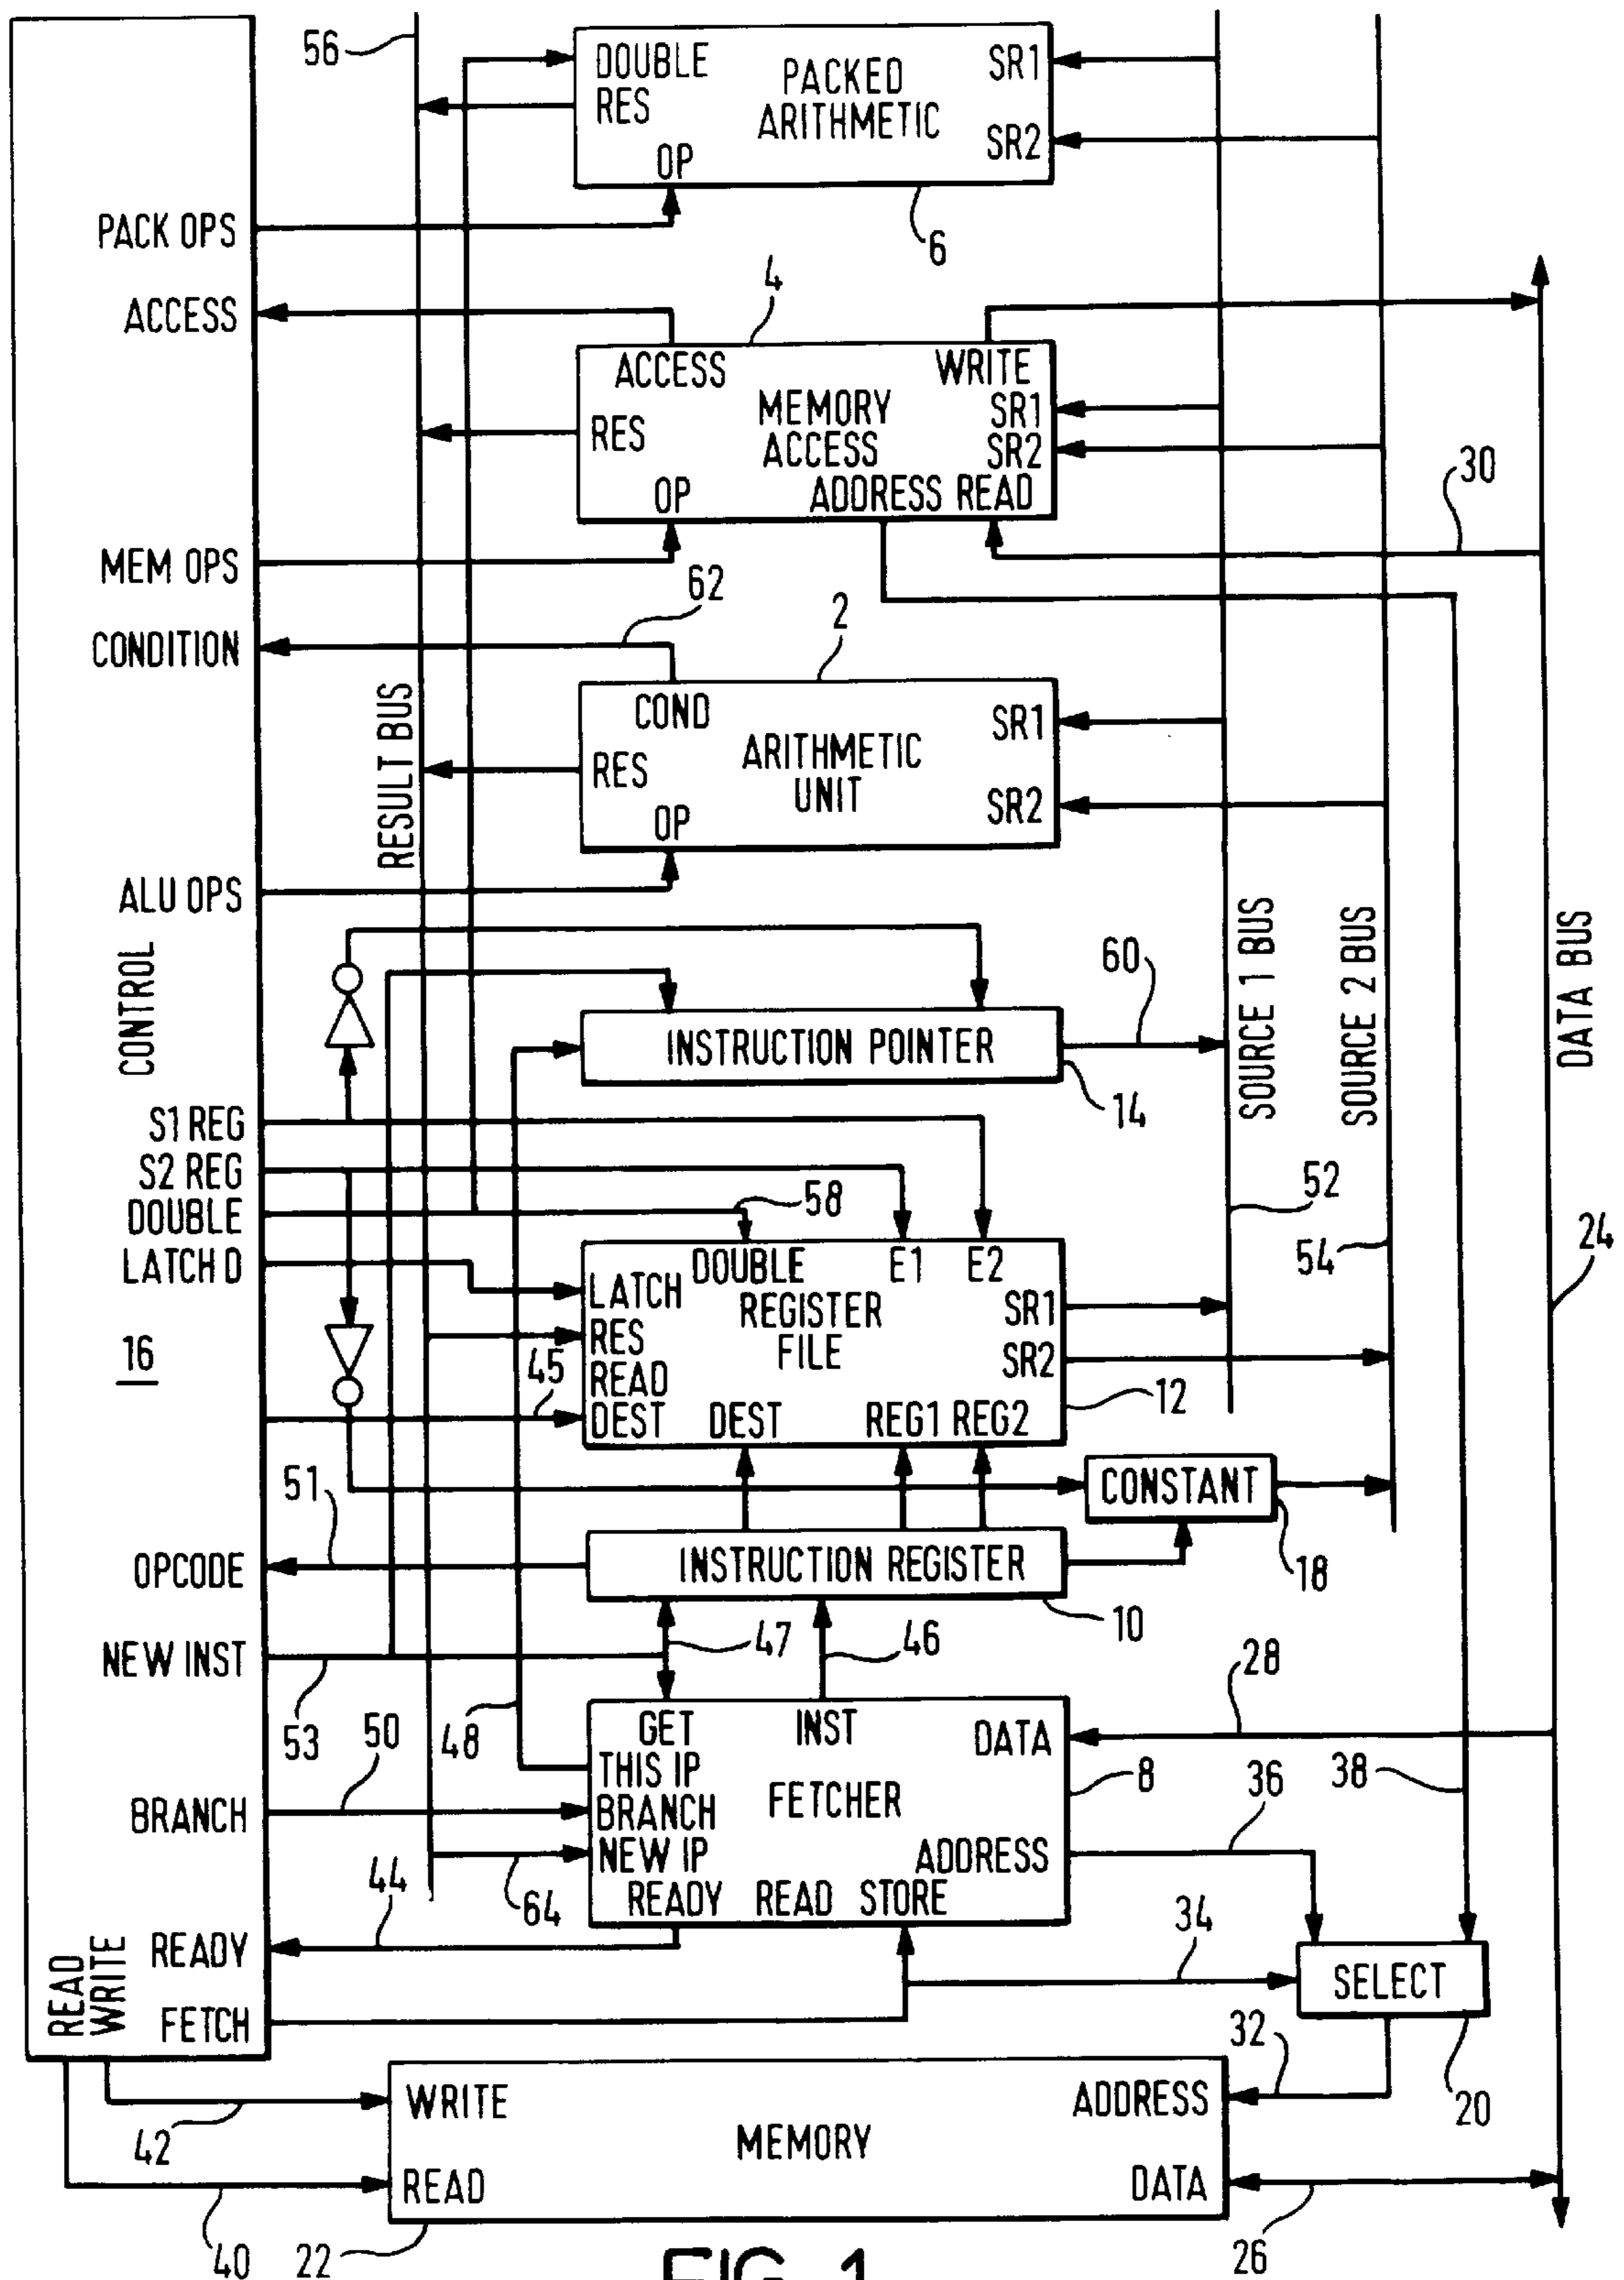 56
DOUBLE
RES
PACKED
ARITHMETIC
SR1
SR2
OP
6
PACK OPS
ACCESS
4
ACCESS
WRITE
MEMORY
ACCESS
SR1
SR2
RES
OP
ADDRESS READ
30
MEM OPS
62
CONDITION
2
COND
ARITHMETIC
UNIT
SR1
SR2
RES
OP
RESULT BUS
ALU OPS
CONTROL
60
INSTRUCTION POINTER
14
SOURCE 1 BUS
SOURCE 2 BUS
DATA BUS
S1 REG
S2 REG
DOUBLE
LATCH D
58
52
54
24
16
DOUBLE
E1
E2
LATCH
REGISTER
FILE
SR1
SR2
RES
READ
DEST
45
DEST
REG1 REG2
12
51
CONSTANT
18
OPCODE
INSTRUCTION REGISTER
10
NEW INST
47
46
28
53
50
48
GET
INST
DATA
THIS IP
FETCHER
8
36
38
BRANCH
BRANCH
NEW IP
ADDRESS
44
READY
READ
STORE
64
34
READY
READ
WRITE
FETCH
SELECT
32
20
WRITE
ADDRESS
42
MEMORY
READ
DATA
40
22
26
FIG. 1